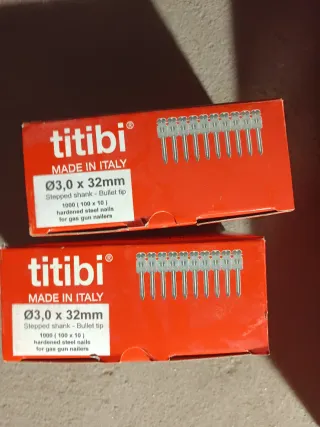 titibi®
MADE IN ITALY
Ø3,0 x 32mm
Stepped shank - Bullet tip
1000 ( 100 x 10 )
hardened steel nails
for gas gun nailers
titibi®
MADE IN ITALY
Ø3,0 x 32mm
Stepped shank - Bullet tip
1000 ( 100 x 10 )
hardened steel nails
for gas gun nailers